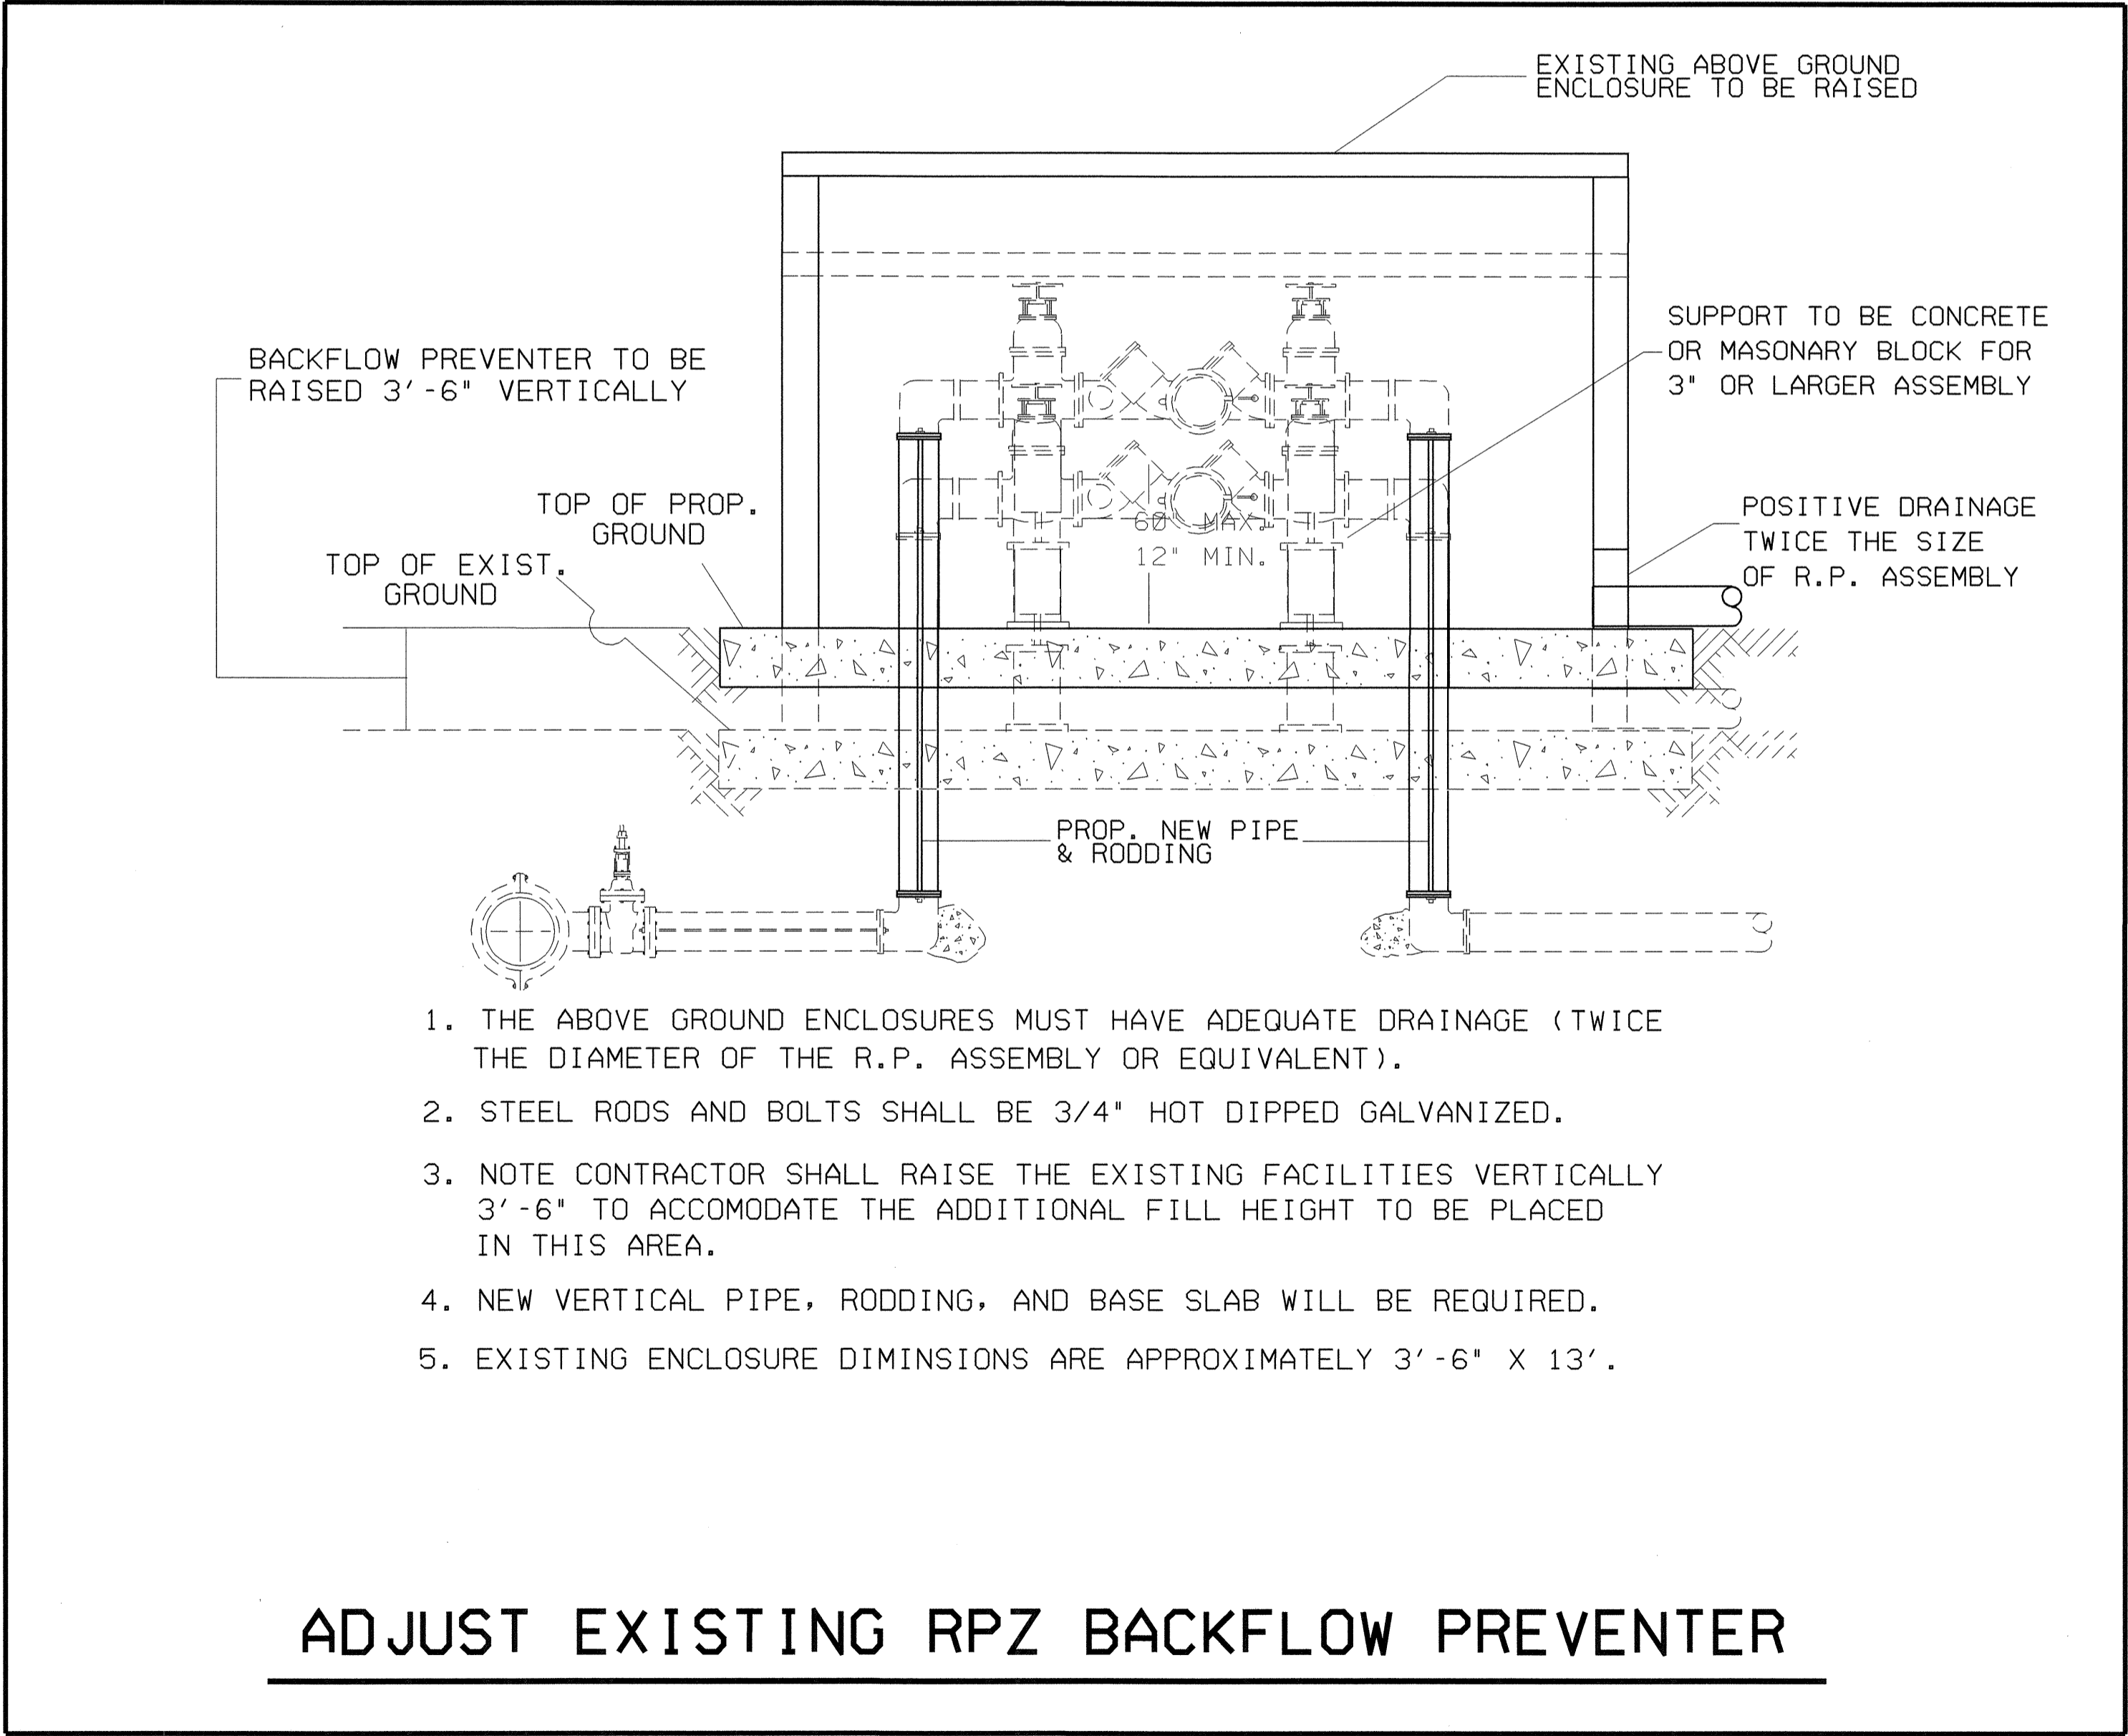 EXISTING ABOVE GROUND
ENCLOSURE TO BE RAISED
BACKFLOW PREVENTER TO BE
RAISED 3'-6" VERTICALLY
SUPPORT TO BE CONCRETE
OR MASONARY BLOCK FOR
3" OR LARGER ASSEMBLY
TOP OF PROP.
GROUND
TOP OF EXIST.
GROUND
60" MAX.
12" MIN.
POSITIVE DRAINAGE
TWICE THE SIZE
OF R.P. ASSEMBLY
PROP. NEW PIPE
& RODDING
1. THE ABOVE GROUND ENCLOSURES MUST HAVE ADEQUATE DRAINAGE (TWICE
THE DIAMETER OF THE R.P. ASSEMBLY OR EQUIVALENT).
2. STEEL RODS AND BOLTS SHALL BE 3/4" HOT DIPPED GALVANIZED.
3. NOTE CONTRACTOR SHALL RAISE THE EXISTING FACILITIES VERTICALLY
3'-6" TO ACCOMODATE THE ADDITIONAL FILL HEIGHT TO BE PLACED
IN THIS AREA.
4. NEW VERTICAL PIPE, RODDING, AND BASE SLAB WILL BE REQUIRED.
5. EXISTING ENCLOSURE DIMINSIONS ARE APPROXIMATELY 3'-6" X 13'.
ADJUST EXISTING RPZ BACKFLOW PREVENTER